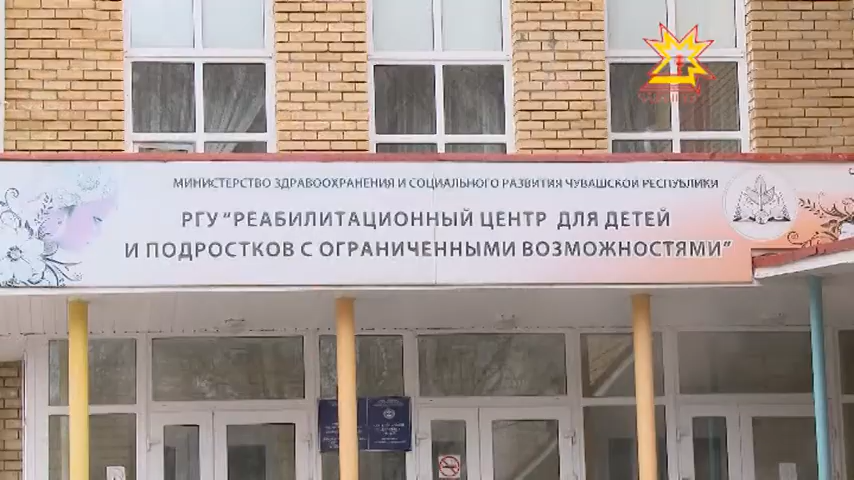 МИНИСТЕРСТВО ЗДРАВООХРАНЕНИЯ И СОЦИАЛЬНОГО РАЗВИТИЯ ЧУВАШСКОЙ РЕСПУБЛИКИ
РГУ "РЕАБИЛИТАЦИОННЫЙ ЦЕНТР ДЛЯ ДЕТЕЙ
И ПОДРОСТКОВ С ОГРАНИЧЕННЫМИ ВОЗМОЖНОСТЯМИ"